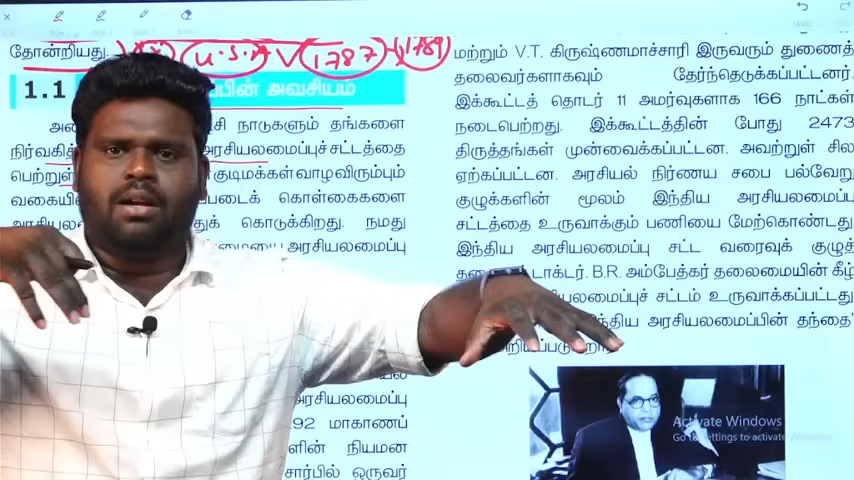 தோன்றியது.
U.S.A
1787
1789
1.1 பின் அவசியம்
சி நாடுகளும் தங்களை
அரசியலமைப்புச்சட்டத்தை
குடிமக்கள் வாழவிரும்பும்
படைக் கொள்கைகளை
துக் கொடுக்கிறது. நமது
மையை அரசியலமைப்பு
அரசியலமைப்பு
292 மாகாணப்
களின் நியமன
சார்பில் ஒருவர்
மற்றும் V.T. கிருஷ்ணமாச்சாரி இருவரும் துணைத்
தலைவர்களாகவும் தேர்ந்தெடுக்கப்பட்டனர்.
இக்கூட்டத் தொடர் 11 அமர்வுகளாக 166 நாட்கள்
நடைபெற்றது. இக்கூட்டத்தின் போது 2473
திருத்தங்கள் முன்வைக்கப்பட்டன. அவற்றுள் சில
ஏற்கப்பட்டன. அரசியல் நிர்ணய சபை பல்வேறு
குழுக்களின் மூலம் இந்திய அரசியலமைப்பு
சட்டத்தை உருவாக்கும் பணியை மேற்கொண்டது
இந்திய அரசியலமைப்பு சட்ட வரைவுக் குழுத்
டாக்டர். B.R. அம்பேத்கர் தலைமையின் கீழ்
அரசியலமைப்புச் சட்டம் உருவாக்கப்பட்டது
இந்திய அரசியலமைப்பின் தந்தை'
Activate Windows
Go to Settings to activate Windows